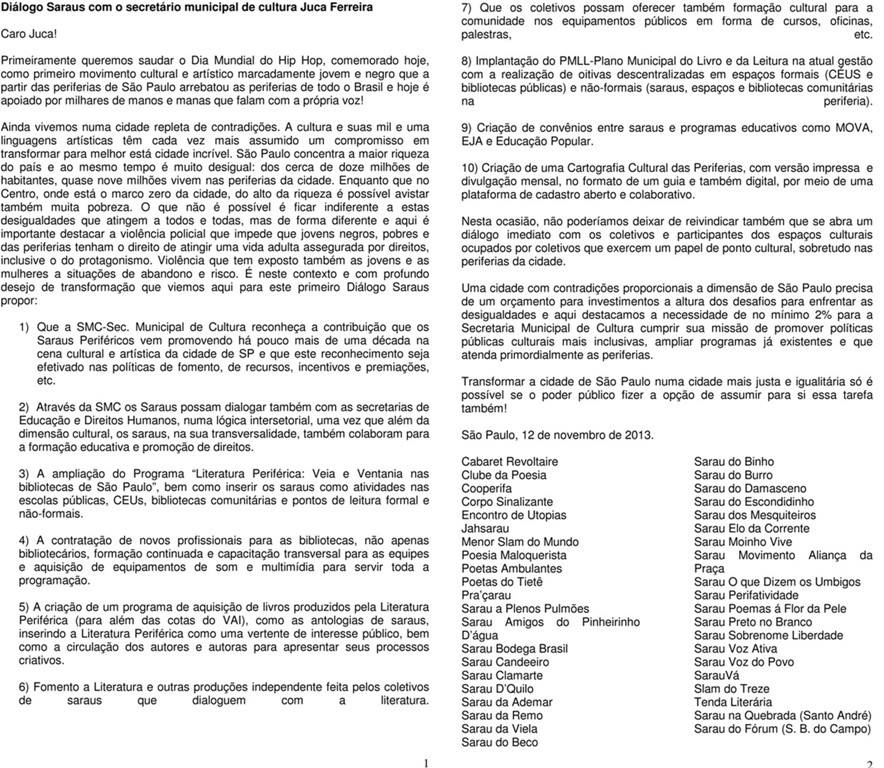 Diálogo Saraus com o secretário municipal de cultura Juca Ferreira
Caro Juca!
Primeiramente queremos saudar o Dia Mundial do Hip Hop, comemorado hoje,
como primeiro movimento cultural e artístico marcadamente jovem e negro que a
partir das periferias de São Paulo arrebatou as periferias de todo o Brasil e hoje é
apoiado por milhares de manos e manas que falam com a própria voz!
Ainda vivemos numa cidade repleta de contradições. A cultura e suas mil e uma
linguagens artísticas têm cada vez mais assumido um compromisso em
transformar para melhor está cidade incrível. São Paulo concentra a maior riqueza
do país e ao mesmo tempo é muito desigual: dos cerca de doze milhões de
habitantes, quase nove milhões vivem nas periferias da cidade. Enquanto que no
Centro, onde está o marco zero da cidade, do alto da riqueza é possível avistar
também muita pobreza. O que não é possível é ficar indiferente a estas
desigualdades que atingem a todos e todas, mas de forma diferente e aqui é
importante destacar a violência policial que impede que jovens negros, pobres e
das periferias tenham o direito de atingir uma vida adulta assegurada por direitos,
inclusive o do protagonismo. Violência que tem exposto também as jovens e as
mulheres a situações de abandono e risco. É neste contexto e com profundo
desejo de transformação que viemos aqui para este primeiro Diálogo Saraus
propor:
1) Que a SMC-Sec. Municipal de Cultura reconheça a contribuição que os
Saraus Periféricos vem promovendo há pouco mais de uma década na
cena cultural e artística da cidade de SP e que este reconhecimento seja
efetivado nas políticas de fomento, de recursos, incentivos e premiações,
etc.
2) Através da SMC os Saraus possam dialogar também com as secretarias de
Educação e Direitos Humanos, numa lógica intersetorial, uma vez que além da
dimensão cultural, os saraus, na sua transversalidade, também colaboram para
a formação educativa e promoção de direitos.
3) A ampliação do Programa “Literatura Periférica: Veia e Ventania nas
bibliotecas de São Paulo”, bem como inserir os saraus como atividades nas
escolas públicas, CEUs, bibliotecas comunitárias e pontos de leitura formal e
não-formais.
4) A contratação de novos profissionais para as bibliotecas, não apenas
bibliotecários, formação continuada e capacitação transversal para as equipes
e aquisição de equipamentos de som e multimídia para servir toda a
programação.
5) A criação de um programa de aquisição de livros produzidos pela Literatura
Periférica (para além das cotas do VAI), como as antologias de saraus,
inserindo a Literatura Periférica como uma vertente de interesse público, bem
como a circulação dos autores e autoras para apresentar seus processos
criativos.
6) Fomento a Literatura e outras produções independente feita pelos coletivos
de saraus que dialoguem com a literatura.
1
7) Que os coletivos possam oferecer também formação cultural para a
comunidade nos equipamentos públicos em forma de cursos, oficinas,
palestras, etc.
8) Implantação do PMLL-Plano Municipal do Livro e da Leitura na atual gestão
com a realização de oitivas descentralizadas em espaços formais (CEUS e
bibliotecas públicas) e não-formais (saraus, espaços e bibliotecas comunitárias
na periferia).
9) Criação de convênios entre saraus e programas educativos como MOVA,
EJA e Educação Popular.
10) Criação de uma Cartografia Cultural das Periferias, com versão impressa e
divulgação mensal, no formato de um guia e também digital, por meio de uma
plataforma de cadastro aberto e colaborativo.
Nesta ocasião, não poderíamos deixar de reivindicar também que se abra um
diálogo imediato com os coletivos e participantes dos espaços culturais
ocupados por coletivos que exercem um papel de ponto cultural, sobretudo nas
periferias da cidade.
Uma cidade com contradições proporcionais a dimensão de São Paulo precisa
de um orçamento para investimentos a altura dos desafios para enfrentar as
desigualdades e aqui destacamos a necessidade de no mínimo 2% para a
Secretaria Municipal de Cultura cumprir sua missão de promover políticas
públicas culturais mais inclusivas, ampliar programas já existentes e que
atenda primordialmente as periferias.
Transformar a cidade de São Paulo numa cidade mais justa e igualitária só é
possível se o poder público fizer a opção de assumir para si essa tarefa
também!
São Paulo, 12 de novembro de 2013.
Cabaret Revoltaire
Clube da Poesia
Cooperifa
Corpo Sinalizante
Encontro de Utopias
Jahsarau
Menor Slam do Mundo
Poesia Maloquerista
Poetas Ambulantes
Poetas do Tietê
Pra’çarau
Sarau a Plenos Pulmões
Sarau Amigos do Pinheirinho
D’água
Sarau Bodega Brasil
Sarau Candeeiro
Sarau Clamarte
Sarau D’Quilo
Sarau da Ademar
Sarau da Remo
Sarau da Viela
Sarau do Beco
Sarau do Binho
Sarau do Burro
Sarau do Damasceno
Sarau do Escondidinho
Sarau dos Mesquiteiros
Sarau Elo da Corrente
Sarau Moinho Vive
Sarau Movimento Aliança da
Praça
Sarau O que Dizem os Umbigos
Sarau Perifatividade
Sarau Poemas á Flor da Pele
Sarau Preto no Branco
Sarau Sobrenome Liberdade
Sarau Voz Ativa
Sarau Voz do Povo
SarauVá
Slam do Treze
Tenda Literária
Sarau na Quebrada (Santo André)
Sarau do Fórum (S. B. do Campo)
2